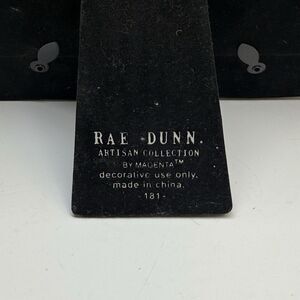 RAE DUNN.
ARTISAN COLLECTION
BY MAGENTA™
decorative use only.
made in china.
-181-